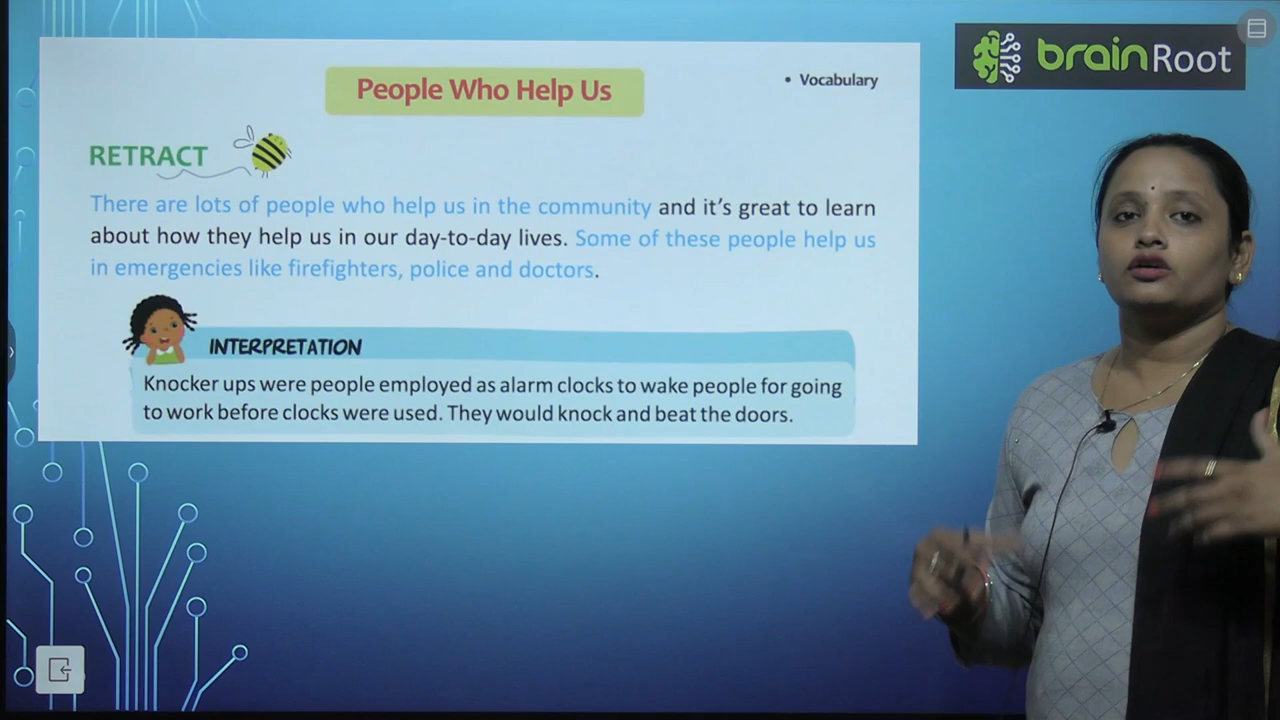 People Who Help Us
• Vocabulary
brainRoot
RETRACT
There are lots of people who help us in the community and it's great to learn
about how they help us in our day-to-day lives. Some of these people help us
in emergencies like firefighters, police and doctors.
INTERPRETATION
Knocker ups were people employed as alarm clocks to wake people for going
to work before clocks were used. They would knock and beat the doors.